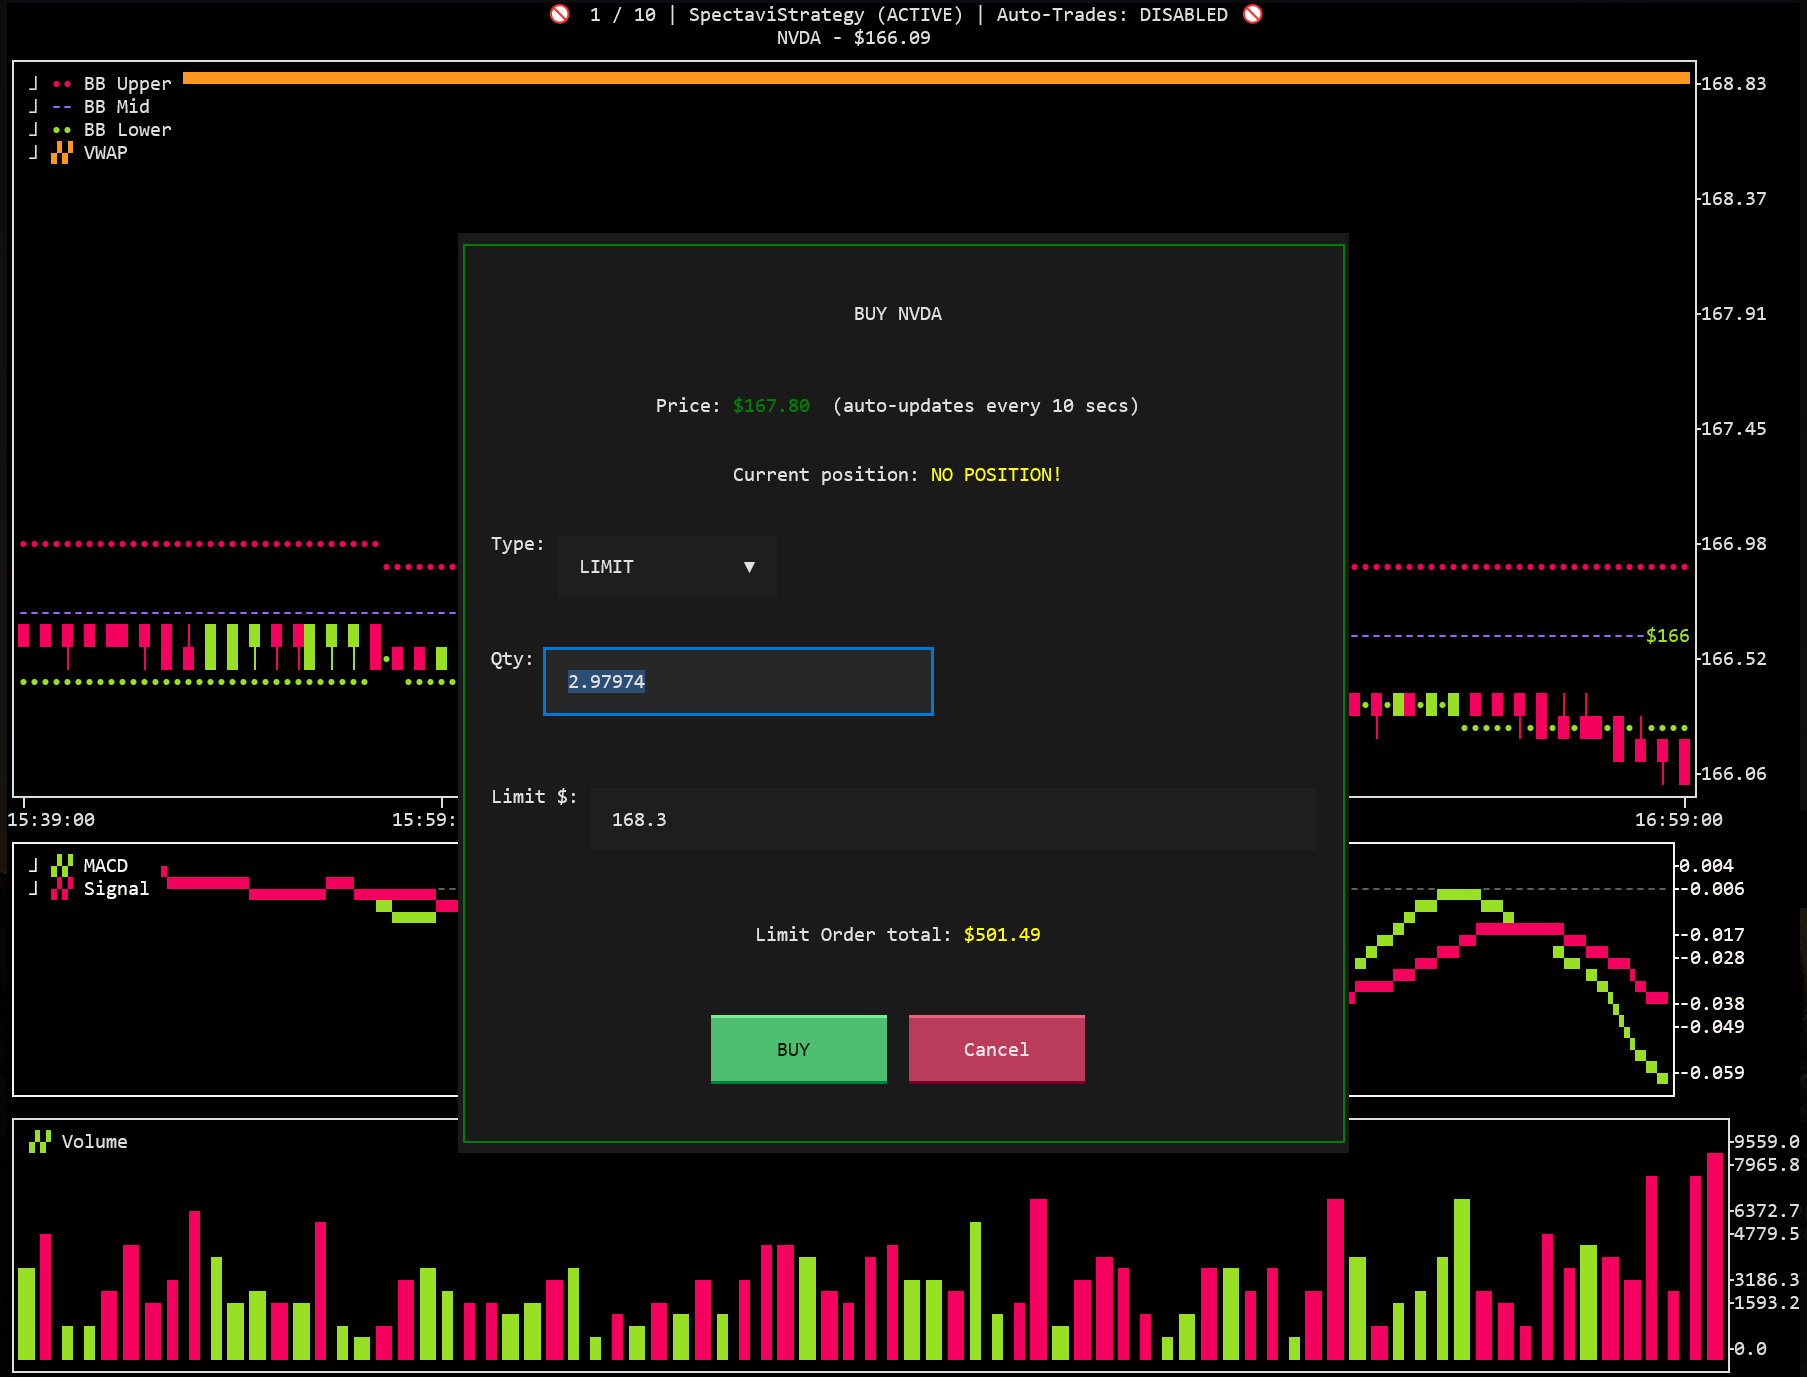 1 / 10 | SpectaviStrategy (ACTIVE) | Auto-Trades: DISABLED
NVDA - $166.09
BB Upper
BB Mid
BB Lower
VWAP
168.83
168.37
167.91
167.45
166.98
$166
166.52
166.06
15:39:00
15:59:
16:59:00
BUY NVDA
Price: $167.80 (auto-updates every 10 secs)
Current position: NO POSITION!
Type:
LIMIT ▼
Qty:
2.97974
Limit $:
168.3
Limit Order total: $501.49
BUY
Cancel
MACD
Signal
0.004
-0.006
-0.017
-0.028
-0.038
-0.049
-0.059
Volume
9559.0
7965.8
6372.7
4779.5
3186.3
1593.2
0.0